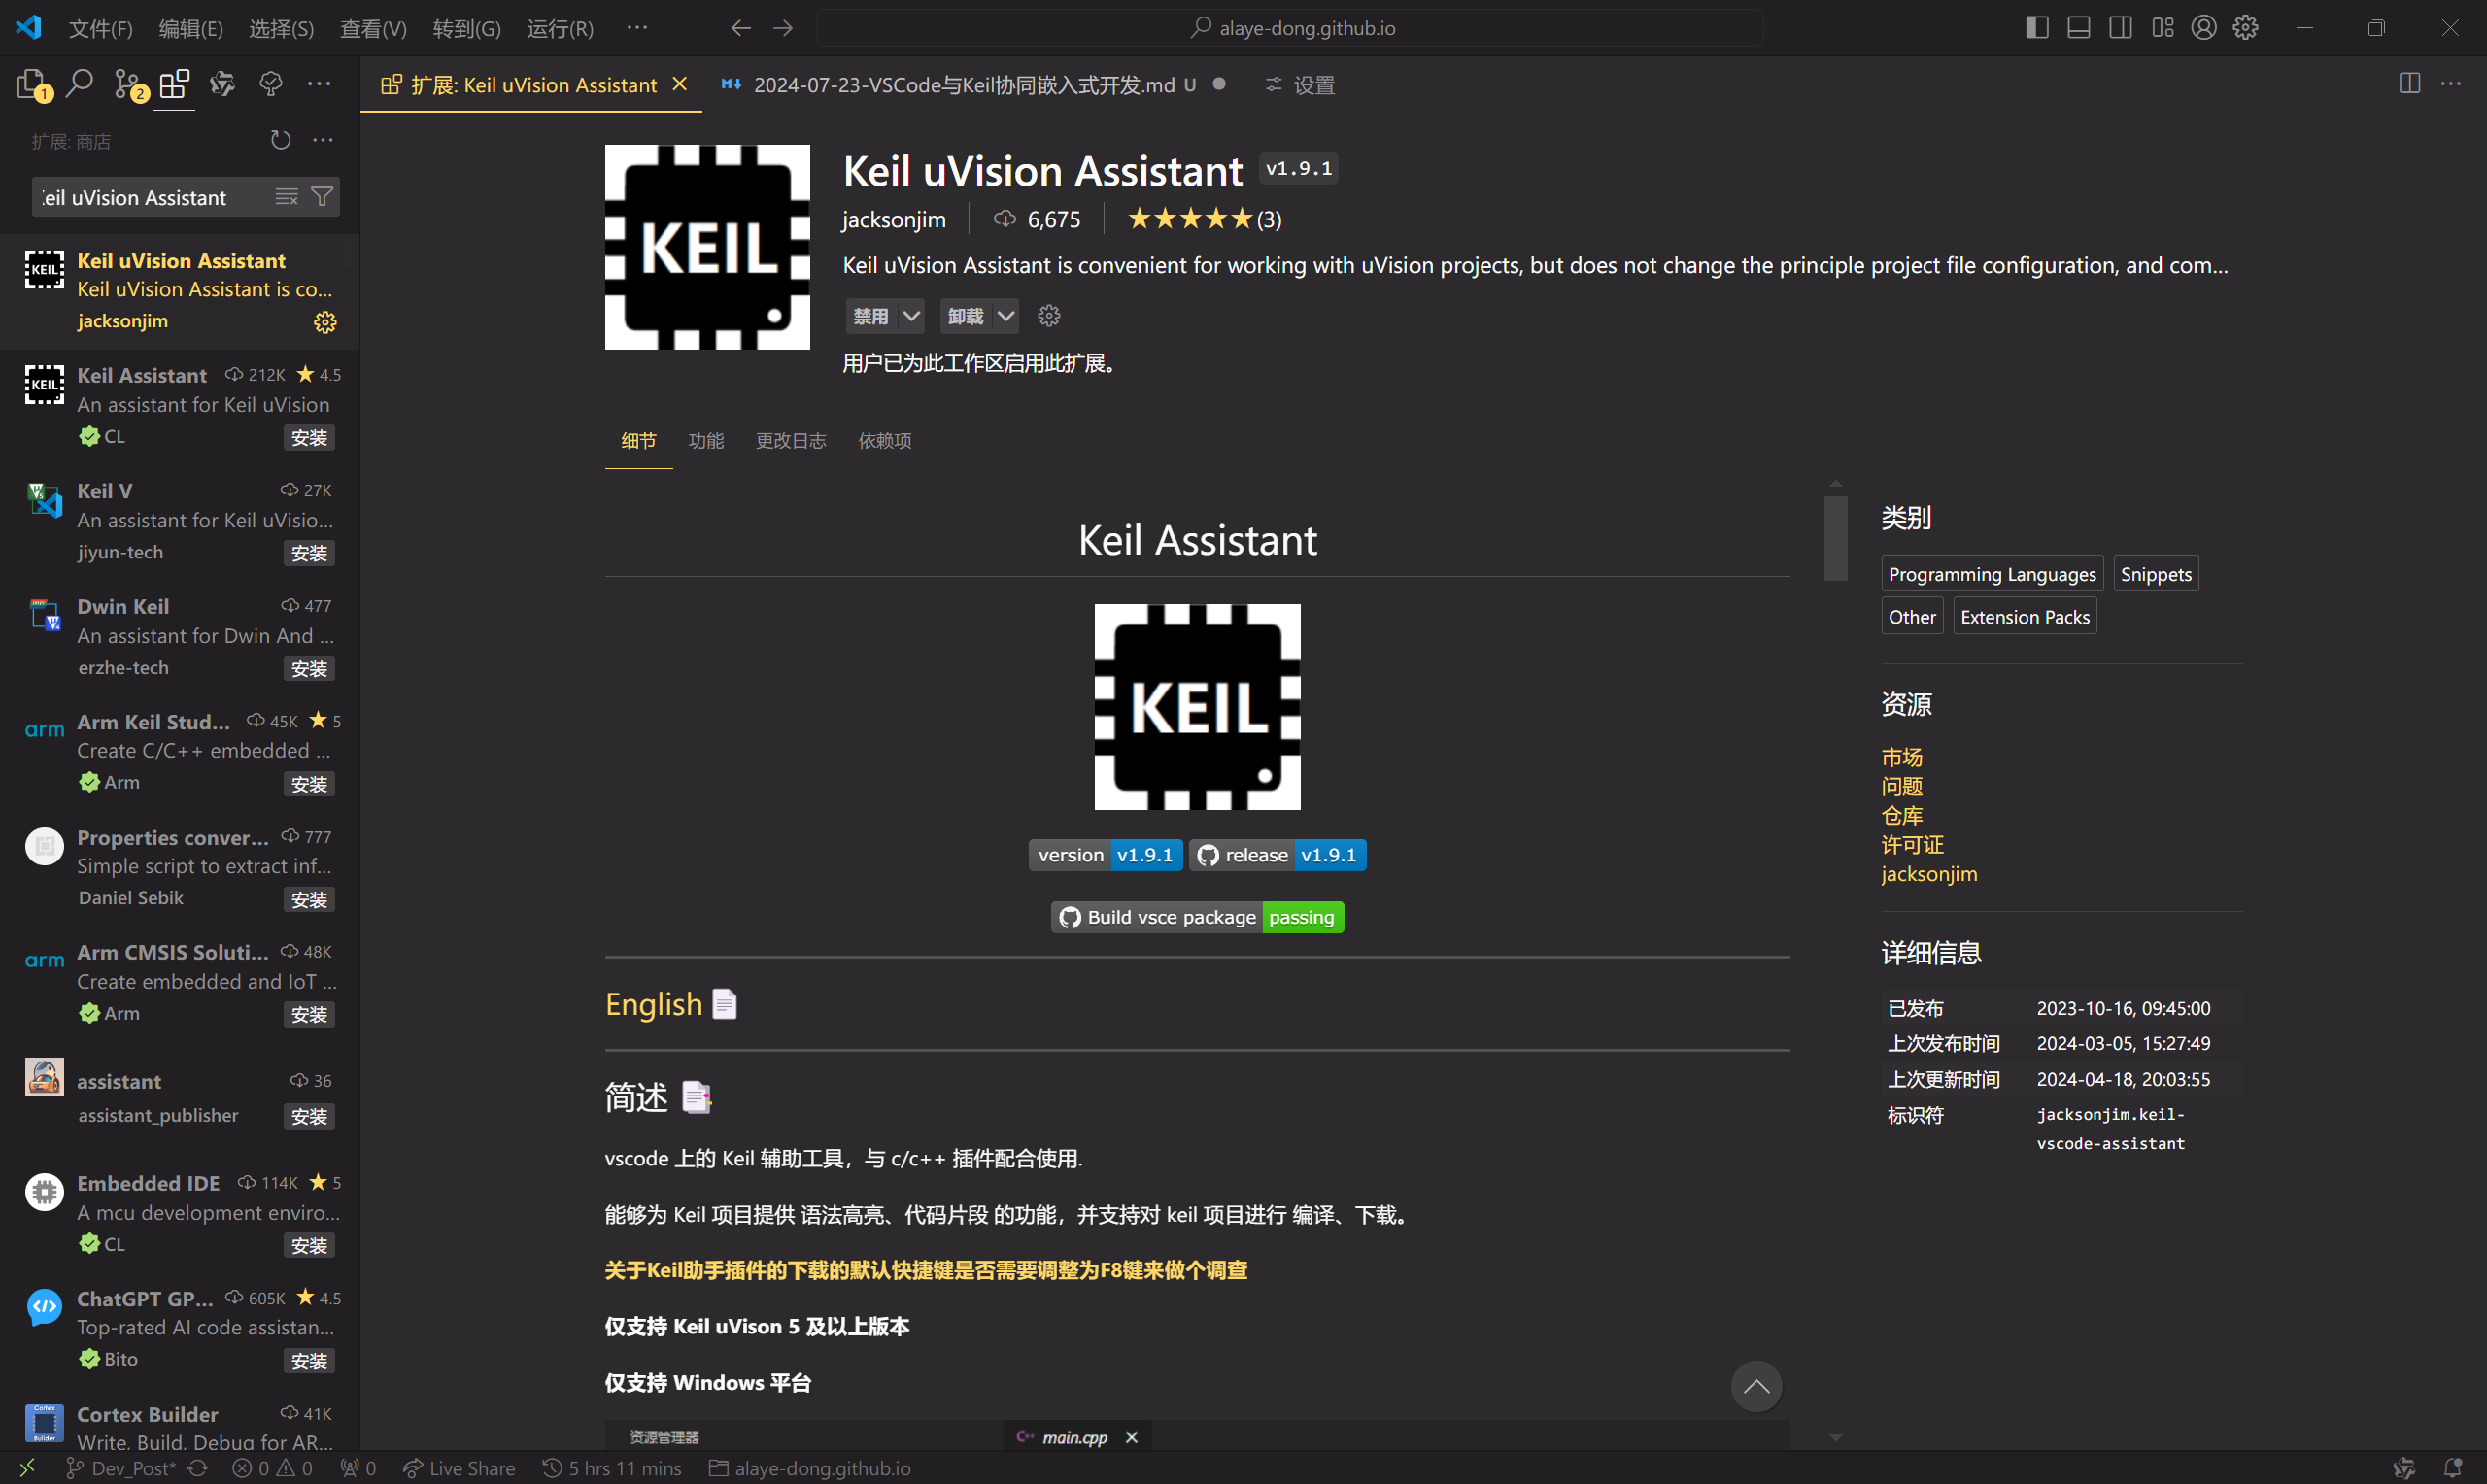 文件(F) 编辑(E) 选择(S) 查看(V) 转到(G) 运行(R) ··· alaye-dong.github.io
1 2
扩展: Keil uVision Assistant 2024-07-23-VSCode与Keil协同嵌入式开发.md U 设置
扩展: 商店
eil uVision Assistant
KEIL
Keil uVision Assistant
Keil uVision Assistant is co...
jacksonjim
KEIL
Keil Assistant 212K 4.5
An assistant for Keil uVision
CL 安装
Keil V 27K
An assistant for Keil uVisio...
jiyun-tech 安装
Dwin Keil 477
An assistant for Dwin And ...
erzhe-tech 安装
arm
Arm Keil Stud... 45K 5
Create C/C++ embedded ...
Arm 安装
Properties conver... 777
Simple script to extract inf...
Daniel Sebik 安装
arm
Arm CMSIS Soluti... 48K
Create embedded and IoT ...
Arm 安装
assistant 36
assistant_publisher 安装
Embedded IDE 114K 5
A mcu development enviro...
CL 安装
ChatGPT GP... 605K 4.5
Top-rated AI code assistan...
Bito 安装
Cortex Builder 41K
Write, Build, Debug for AR...
KEIL
Keil uVision Assistant v1.9.1
jacksonjim 6,675 ★★★★★(3)
Keil uVision Assistant is convenient for working with uVision projects, but does not change the principle project file configuration, and com...
禁用 卸载
用户已为此工作区启用此扩展。
细节 功能 更改日志 依赖项
Keil Assistant
KEIL
version v1.9.1 release v1.9.1
Build vsce package passing
English
简述
vscode 上的 Keil 辅助工具，与 c/c++ 插件配合使用.
能够为 Keil 项目提供 语法高亮、代码片段 的功能，并支持对 keil 项目进行 编译、下载。
关于Keil助手插件的下载的默认快捷键是否需要调整为F8键来做个调查
仅支持 Keil uVison 5 及以上版本
仅支持 Windows 平台
资源管理器 main.cpp
类别
Programming Languages Snippets
Other Extension Packs
资源
市场
问题
仓库
许可证
jacksonjim
详细信息
已发布 2023-10-16, 09:45:00
上次发布时间 2024-03-05, 15:27:49
上次更新时间 2024-04-18, 20:03:55
标识符 jacksonjim.keil-
vscode-assistant
Dev_Post* 0 0 0 Live Share 5 hrs 11 mins alaye-dong.github.io